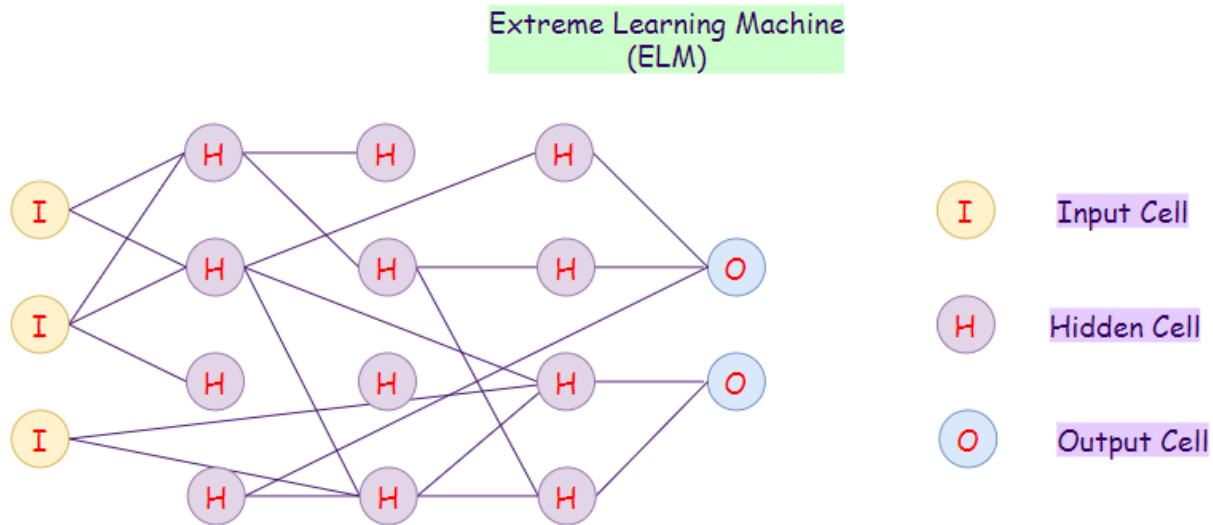 Extreme Learning Machine
(ELM)
H H H
I
I Input Cell
H H H O
I
H Hidden Cell
H H H O
I
O Output Cell
H H H